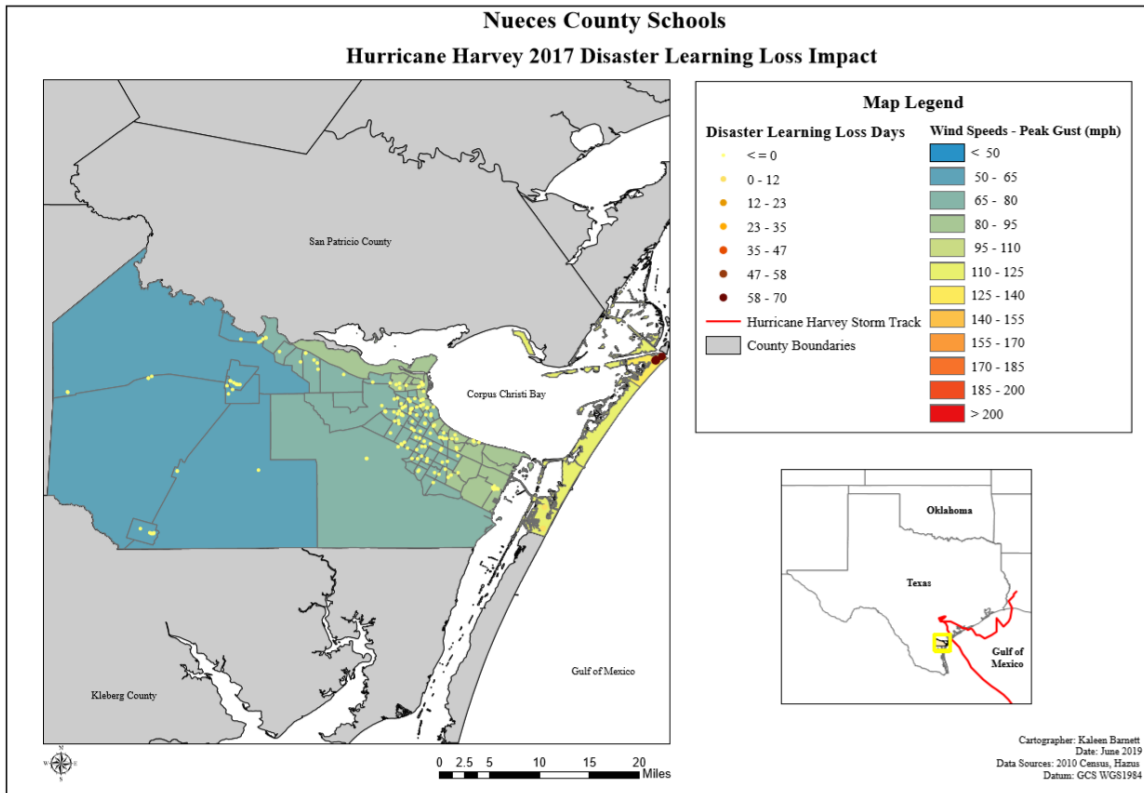 Nueces County Schools
Hurricane Harvey 2017 Disaster Learning Loss Impact
San Patricio County
Corpus Christi Bay
Gulf of Mexico
Kleberg County
Map Legend
Disaster Learning Loss Days
< = 0
0 - 12
12 - 23
23 - 35
35 - 47
47 - 58
58 - 70
Hurricane Harvey Storm Track
County Boundaries
Wind Speeds - Peak Gust (mph)
< 50
50 - 65
65 - 80
80 - 95
95 - 110
110 - 125
125 - 140
140 - 155
155 - 170
170 - 185
185 - 200
> 200
Oklahoma
Texas
Gulf of
Mexico
N
W E
S
0 2.5 5 10 15 20
Miles
Cartographer: Kaleen Barnett
Date: June 2019
Data Sources: 2010 Census, Hazus
Datum: GCS WGS1984